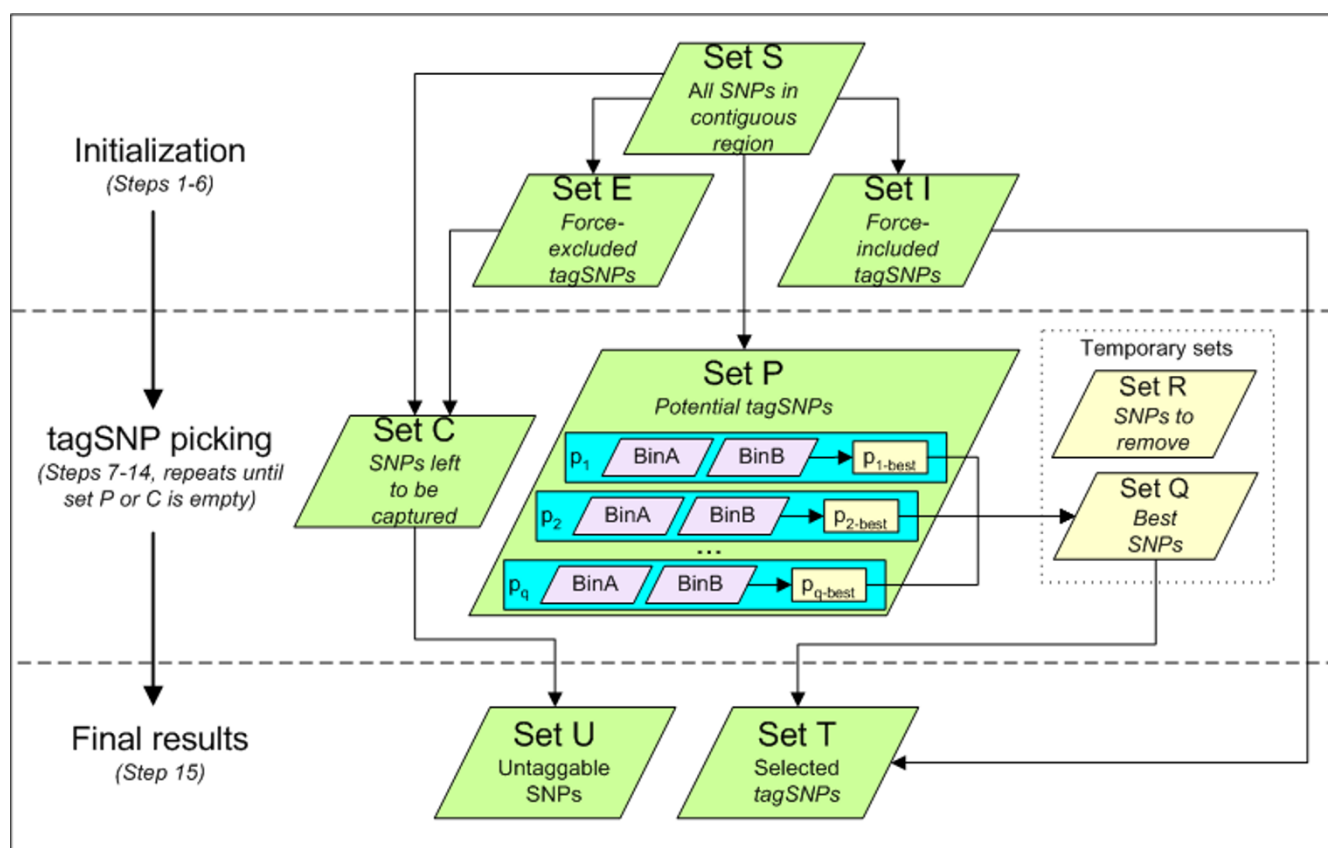 Set S
All SNPs in
contiguous
region
Initialization
(Steps 1-6)
Set E
Force-
excluded
tagSNPs
Set I
Force-
included
tagSNPs
tagSNP picking
(Steps 7-14, repeats until
set P or C is empty)
Set C
SNPs left
to be
captured
Set P
Potential tagSNPs
p1 BinA BinB p1-best
p2 BinA BinB p2-best
...
pq BinA BinB pq-best
Temporary sets
Set R
SNPs to
remove
Set Q
Best
SNPs
Final results
(Step 15)
Set U
Untaggable
SNPs
Set T
Selected
tagSNPs